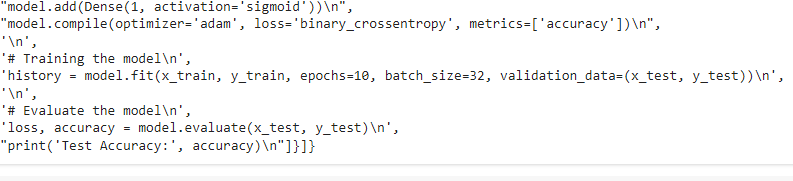 "model.add(Dense(1, activation='sigmoid'))\n",
"model.compile(optimizer='adam', loss='binary_crossentropy', metrics=['accuracy'])\n",
'\n',
'# Training the model\n',
'history = model.fit(x_train, y_train, epochs=10, batch_size=32, validation_data=(x_test, y_test))\n',
'\n',
'# Evaluate the model\n',
'loss, accuracy = model.evaluate(x_test, y_test)\n',
"print('Test Accuracy:', accuracy)\n"]}]}